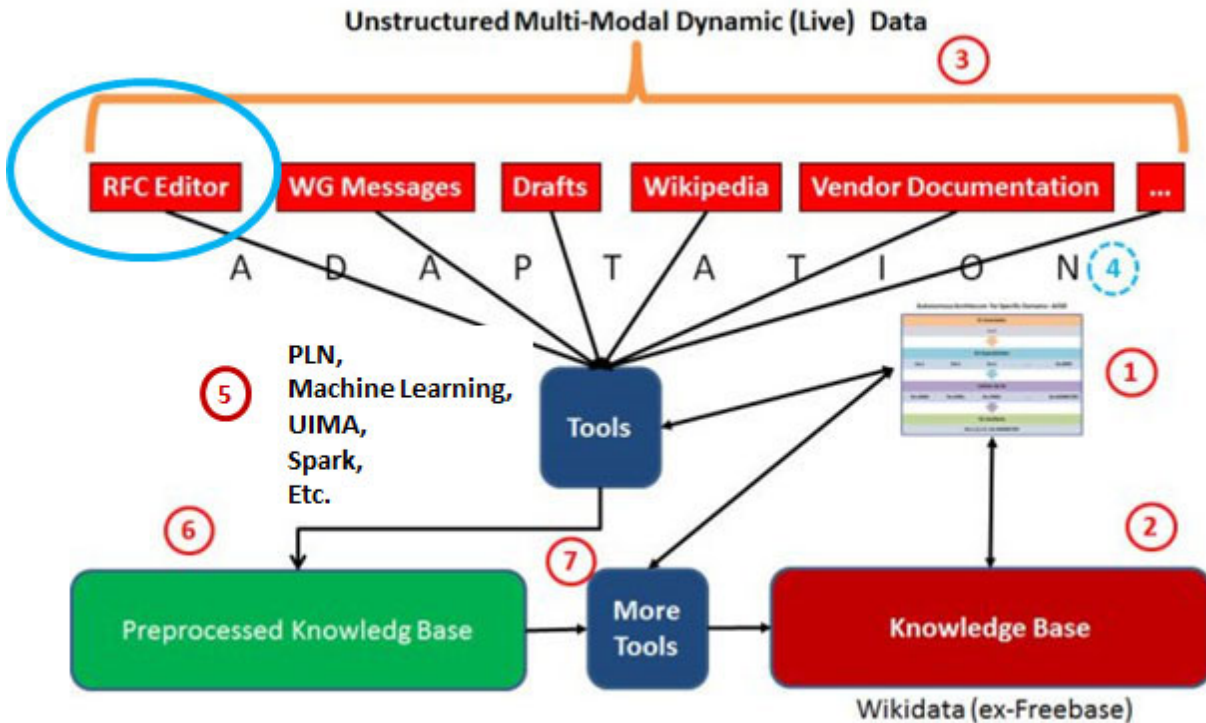 Unstructured Multi-Modal Dynamic (Live) Data
3
RFC Editor
WG Messages
Drafts
Wikipedia
Vendor Documentation
...
A D A P T A T I O N
4
PLN,
Machine Learning,
UIMA,
Spark,
Etc.
5
Tools
1
6
7
2
Preprocessed Knowledg Base
More
Tools
Knowledge Base
Wikidata (ex-Freebase)